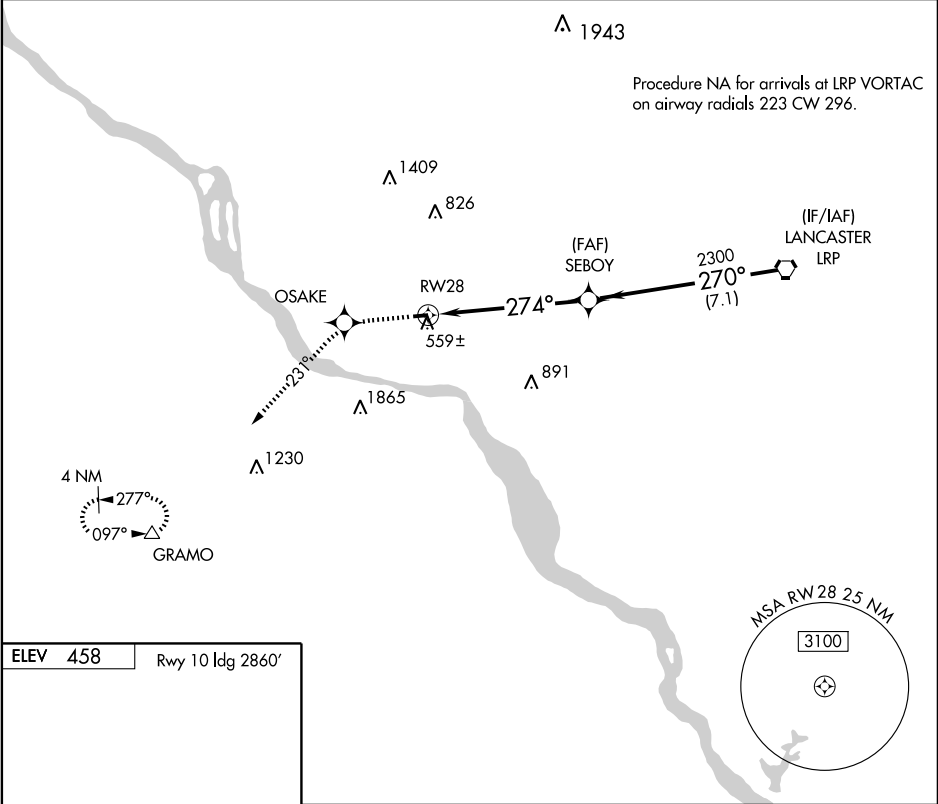 1943
Procedure NA for arrivals at LRP VORTAC
on airway radials 223 CW 296.
1409
826
(IF/IAF)
LANCASTER
LRP
(FAF)
SEBOY
2300
270°
(7.1)
RW28
OSAKE
274°
559±
231°
891
1865
1230
4 NM
277°
097°
GRAMO
MSA RW 28 25 NM
3100
ELEV 458
Rwy 10 ldg 2860'